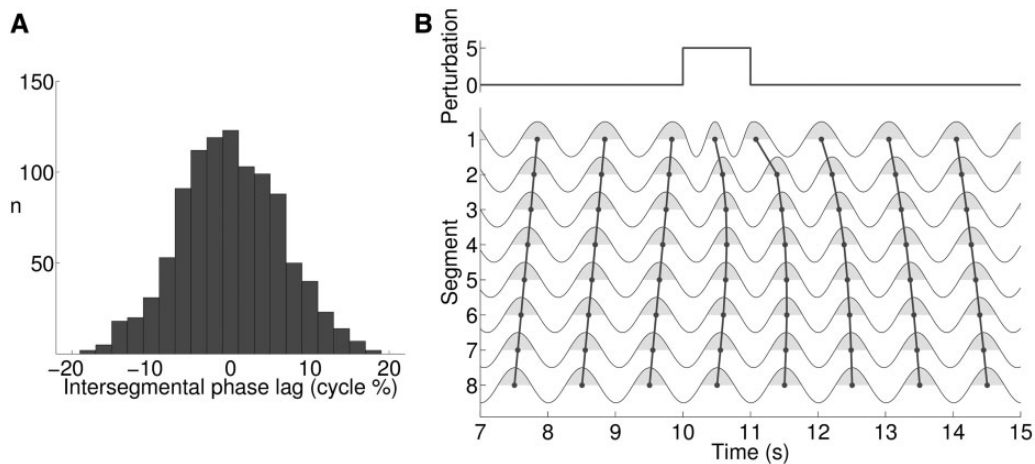 A
150
100
n
50
−20 −10 0 10 20
Intersegmental phase lag (cycle %)
B
Perturbation
5
0
Segment
1
2
3
4
5
6
7
8
7 8 9 10 11 12 13 14 15
Time (s)